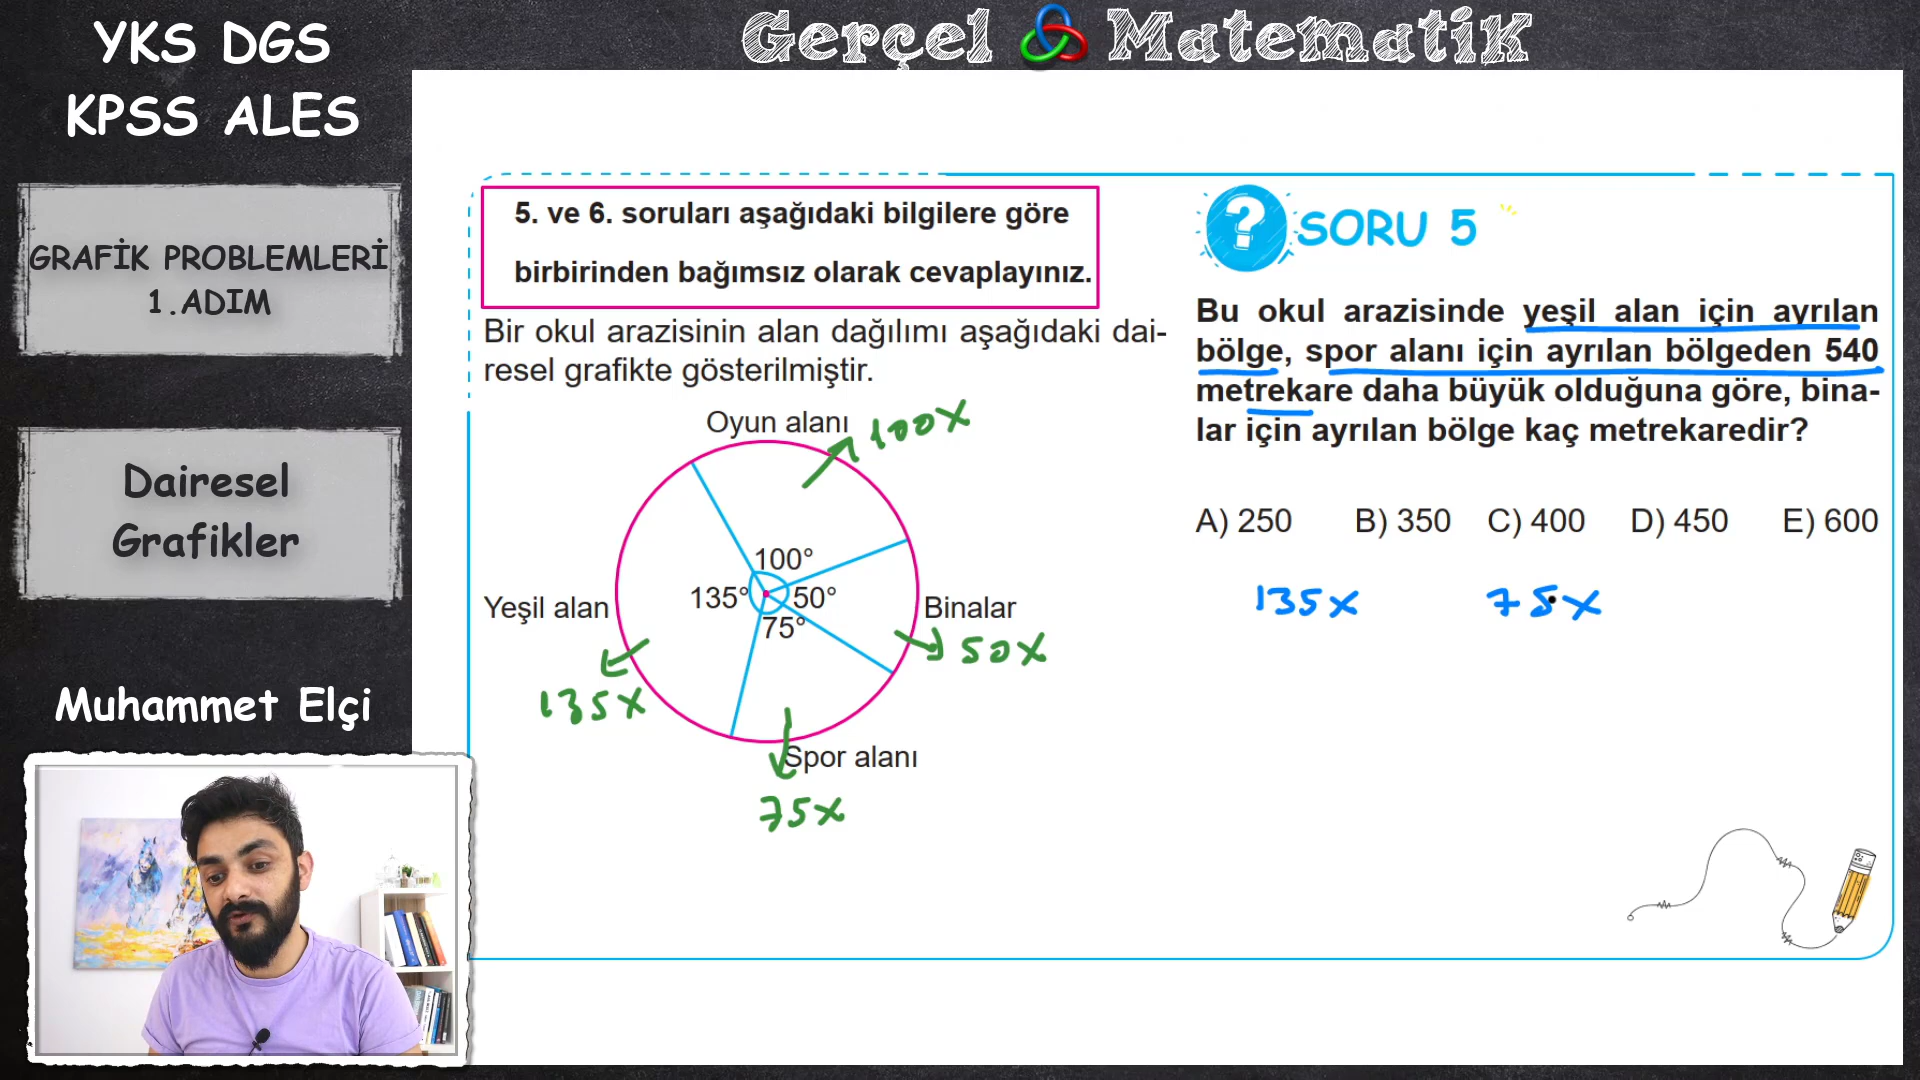 YKS DGS
KPSS ALES
Gerçel Matematik
GRAFİK PROBLEMLERİ
1.ADIM
Dairesel
Grafikler
Muhammet Elçi
5. ve 6. soruları aşağıdaki bilgilere göre
birbirinden bağımsız olarak cevaplayınız.
Bir okul arazisinin alan dağılımı aşağıdaki dai-
resel grafikte gösterilmiştir.
Oyun alanı
100x
100°
135°
50°
75°
Yeşil alan
Binalar
50x
135x
Spor alanı
75x
SORU 5
Bu okul arazisinde yeşil alan için ayrılan
bölge, spor alanı için ayrılan bölgeden 540
metrekare daha büyük olduğuna göre, bina-
lar için ayrılan bölge kaç metrekaredir?
A) 250 B) 350 C) 400 D) 450 E) 600
135x 75x